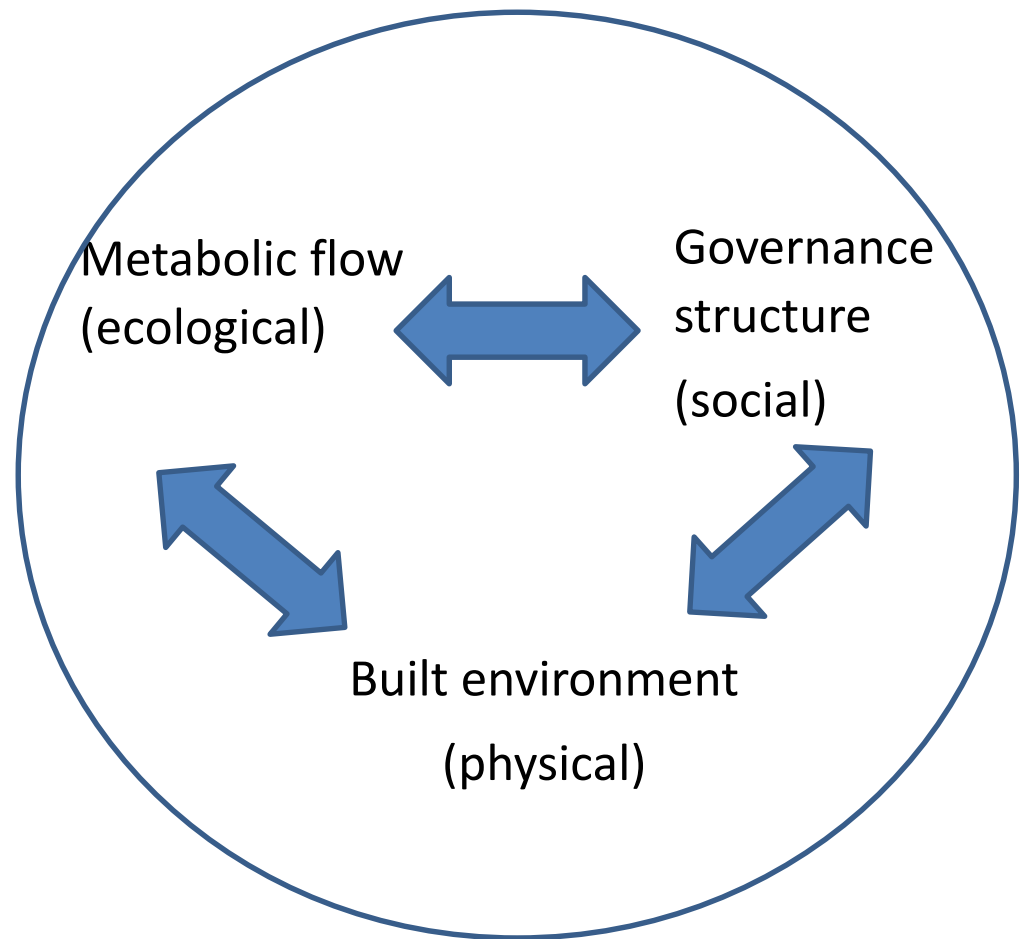 Metabolic flow
(ecological)
Governance
structure
(social)
Built environment
(physical)